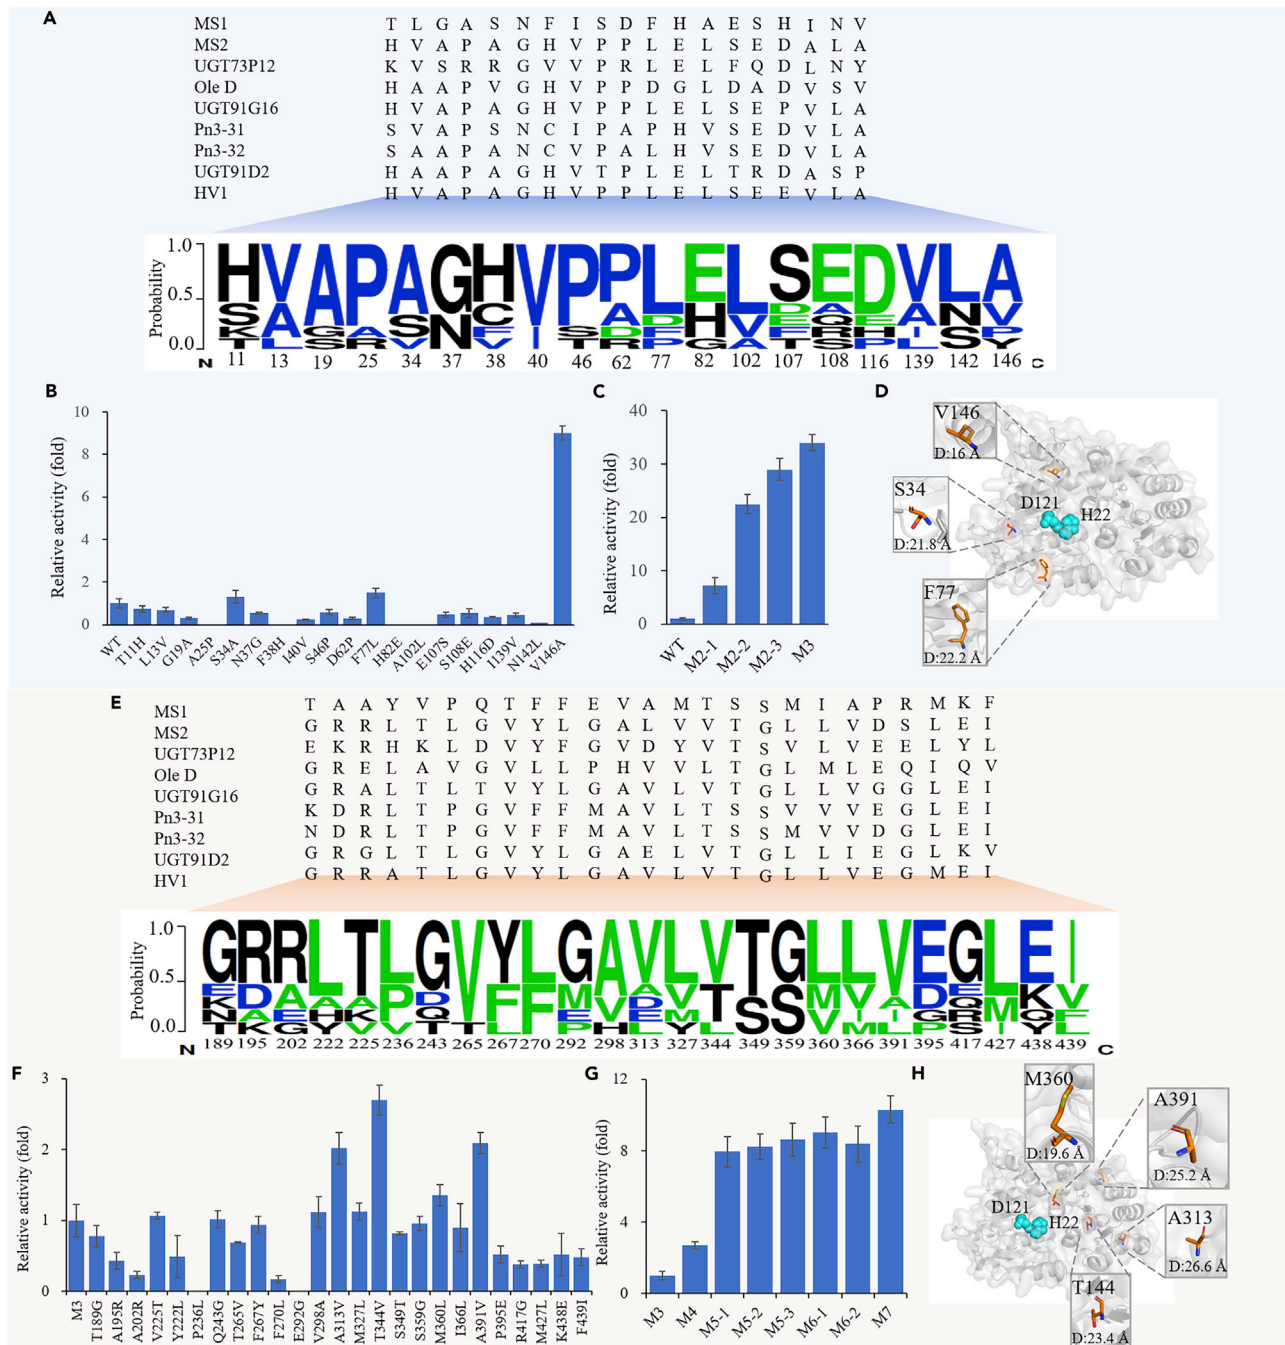 A
MS1 T L G A S N F I S D F H A E S H I N V
MS2 H V A P A G H V P P L E L S E D A L A
UGT73P12 K V S R R G V V P R L E L F Q D L N Y
Ole D H A A P V G H V P P D G L D A D V S V
UGT91G16 H V A P A G H V P P L E L S E P V L A
Pn3-31 S V A P S N C I P A P H V S E D V L A
Pn3-32 S A A P A N C V P A L H V S E D V L A
UGT91D2 H A A P A G H V T P L E L T R D A S P
HV1 H V A P A G H V P P L E L S E E V L A
Probability
1.0
0.5
0.0
H V A P A G H V P P L E L S E D V L A
N 11 13 19 25 34 37 38 40 46 62 77 82 102 107 108 116 139 142 146 C
B
Relative activity (fold)
10
8
6
4
2
0
WT T11H L13V G19A A25P S34A N37G F38H I40V S46P D62P F77L H82E A102L E107S S108E H116D I139V N142L V146A
C
Relative activity (fold)
40
30
20
10
0
WT M2-1 M2-2 M2-3 M3
D
V146
D:16 Å
S34
D:21.8 Å
D121
H22
F77
D:22.2 Å
E
MS1 T A A Y V P Q T F F E V A M T S S M I A P R M K F
MS2 G R R L T L G V Y L G A L V V T G L L V D S L E I
UGT73P12 E K R H K L D V Y F G V D Y V T S V L V E E L Y L
Ole D G R E L A V G V L L P H V V L T G L M L E Q I Q V
UGT91G16 G R A L T L T V Y L G A V L V T G L L V G G L E I
Pn3-31 K D R L T P G V F F M A V L T S S V V V E G L E I
Pn3-32 N D R L T P G V F F M A V L T S S M V V D G L E I
UGT91D2 G R G L T L G V Y L G A E L V T G L L I E G L K V
HV1 G R R A T L G V Y L G A V L V T G L L V E G M E I
Probability
1.0
0.5
0.0
G R R L T L G V Y L G A V L V T G L L V E G L E I
N 189 195 202 222 225 236 243 265 267 270 292 298 313 327 344 349 359 360 366 391 395 417 427 438 439 C
F
Relative activity (fold)
3
2
1
0
M3 T189G A195R A202R V225T Y222L P236L Q243G T265V F267Y F270L E292G V298A A313V M327L T344V S349T S359G M360L I366L A391V P395E R417G M427L K438E F439I
G
Relative activity (fold)
12
8
4
0
M3 M4 M5-1 M5-2 M5-3 M6-1 M6-2 M7
H
M360
D:19.6 Å
A391
D:25.2 Å
D121
H22
A313
D:26.6 Å
T144
D:23.4 Å